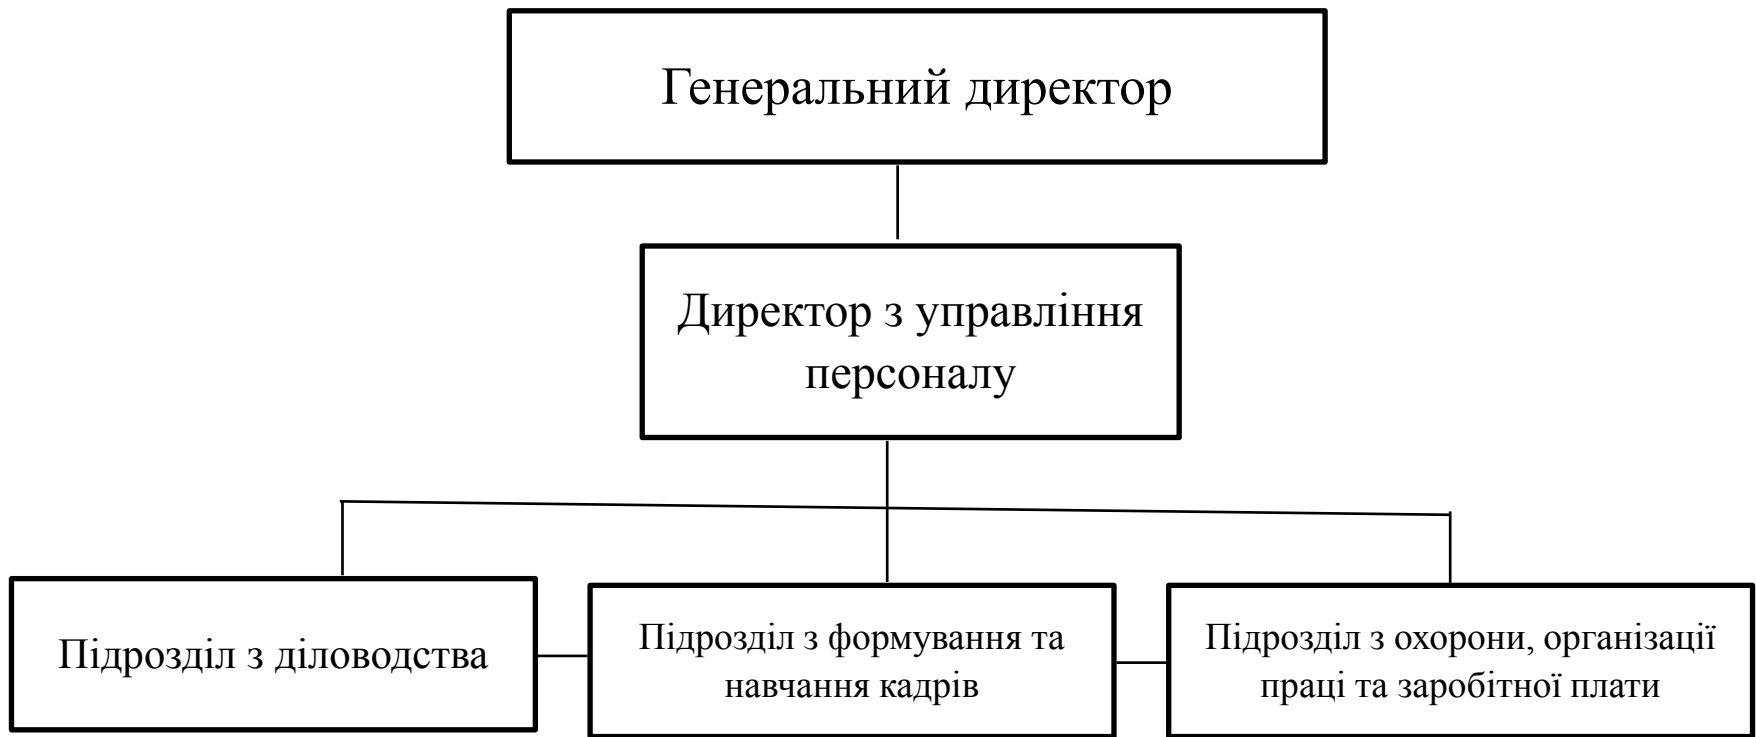 Генеральний директор
Директор з управління
персоналу
Підрозділ з діловодства
Підрозділ з формування та
навчання кадрів
Підрозділ з охорони, організації
праці та заробітної плати